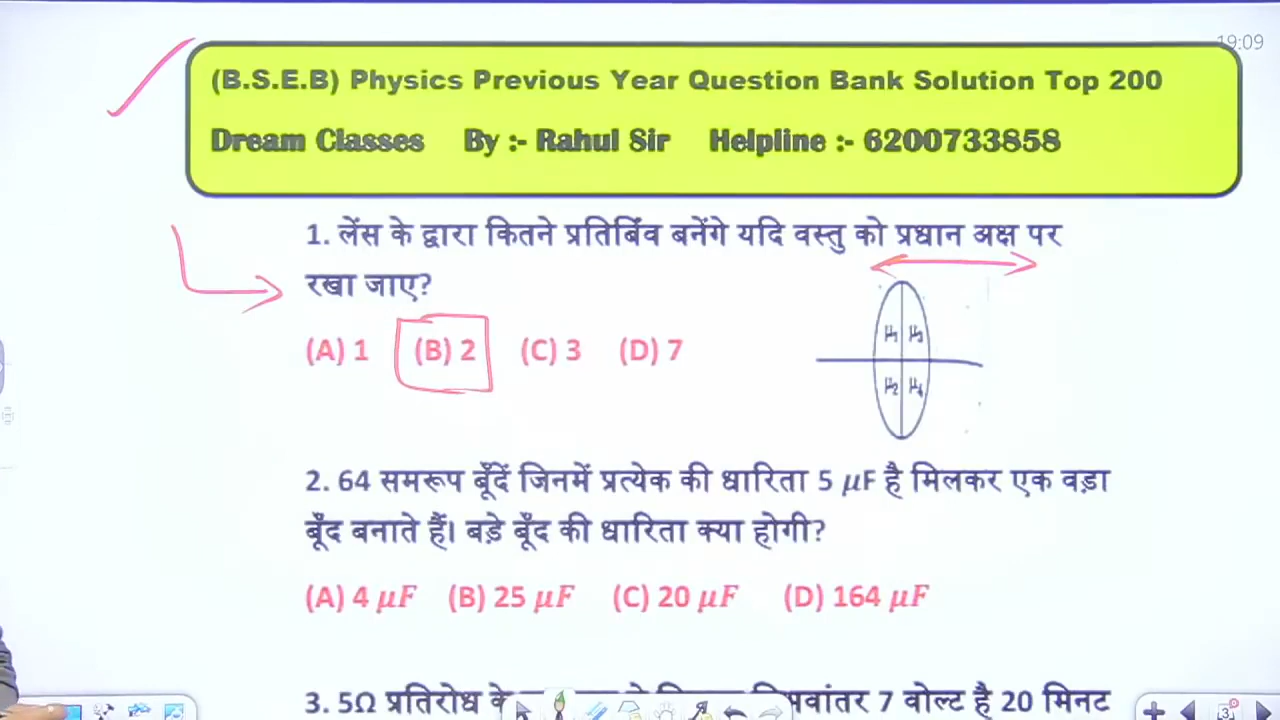 19:09
(B.S.E.B) Physics Previous Year Question Bank Solution Top 200
Dream Classes By :- Rahul Sir Helpline :- 6200733858
1. लेंस के द्वारा कितने प्रतिबिंव बनेंगे यदि वस्तु को प्रधान अक्ष पर
रखा जाए?
(A) 1 (B) 2 (C) 3 (D) 7
μ₁ μ₃
μ₂ μ₄
2. 64 समरूप बूँदें जिनमें प्रत्येक की धारिता 5 μF है मिलकर एक वड़ा
बूँद बनाते हैं। बड़े बूँद की धारिता क्या होगी?
(A) 4 μF (B) 25 μF (C) 20 μF (D) 164 μF
3. 5Ω प्रतिरोध के 7 वोल्ट है 20 मिनट